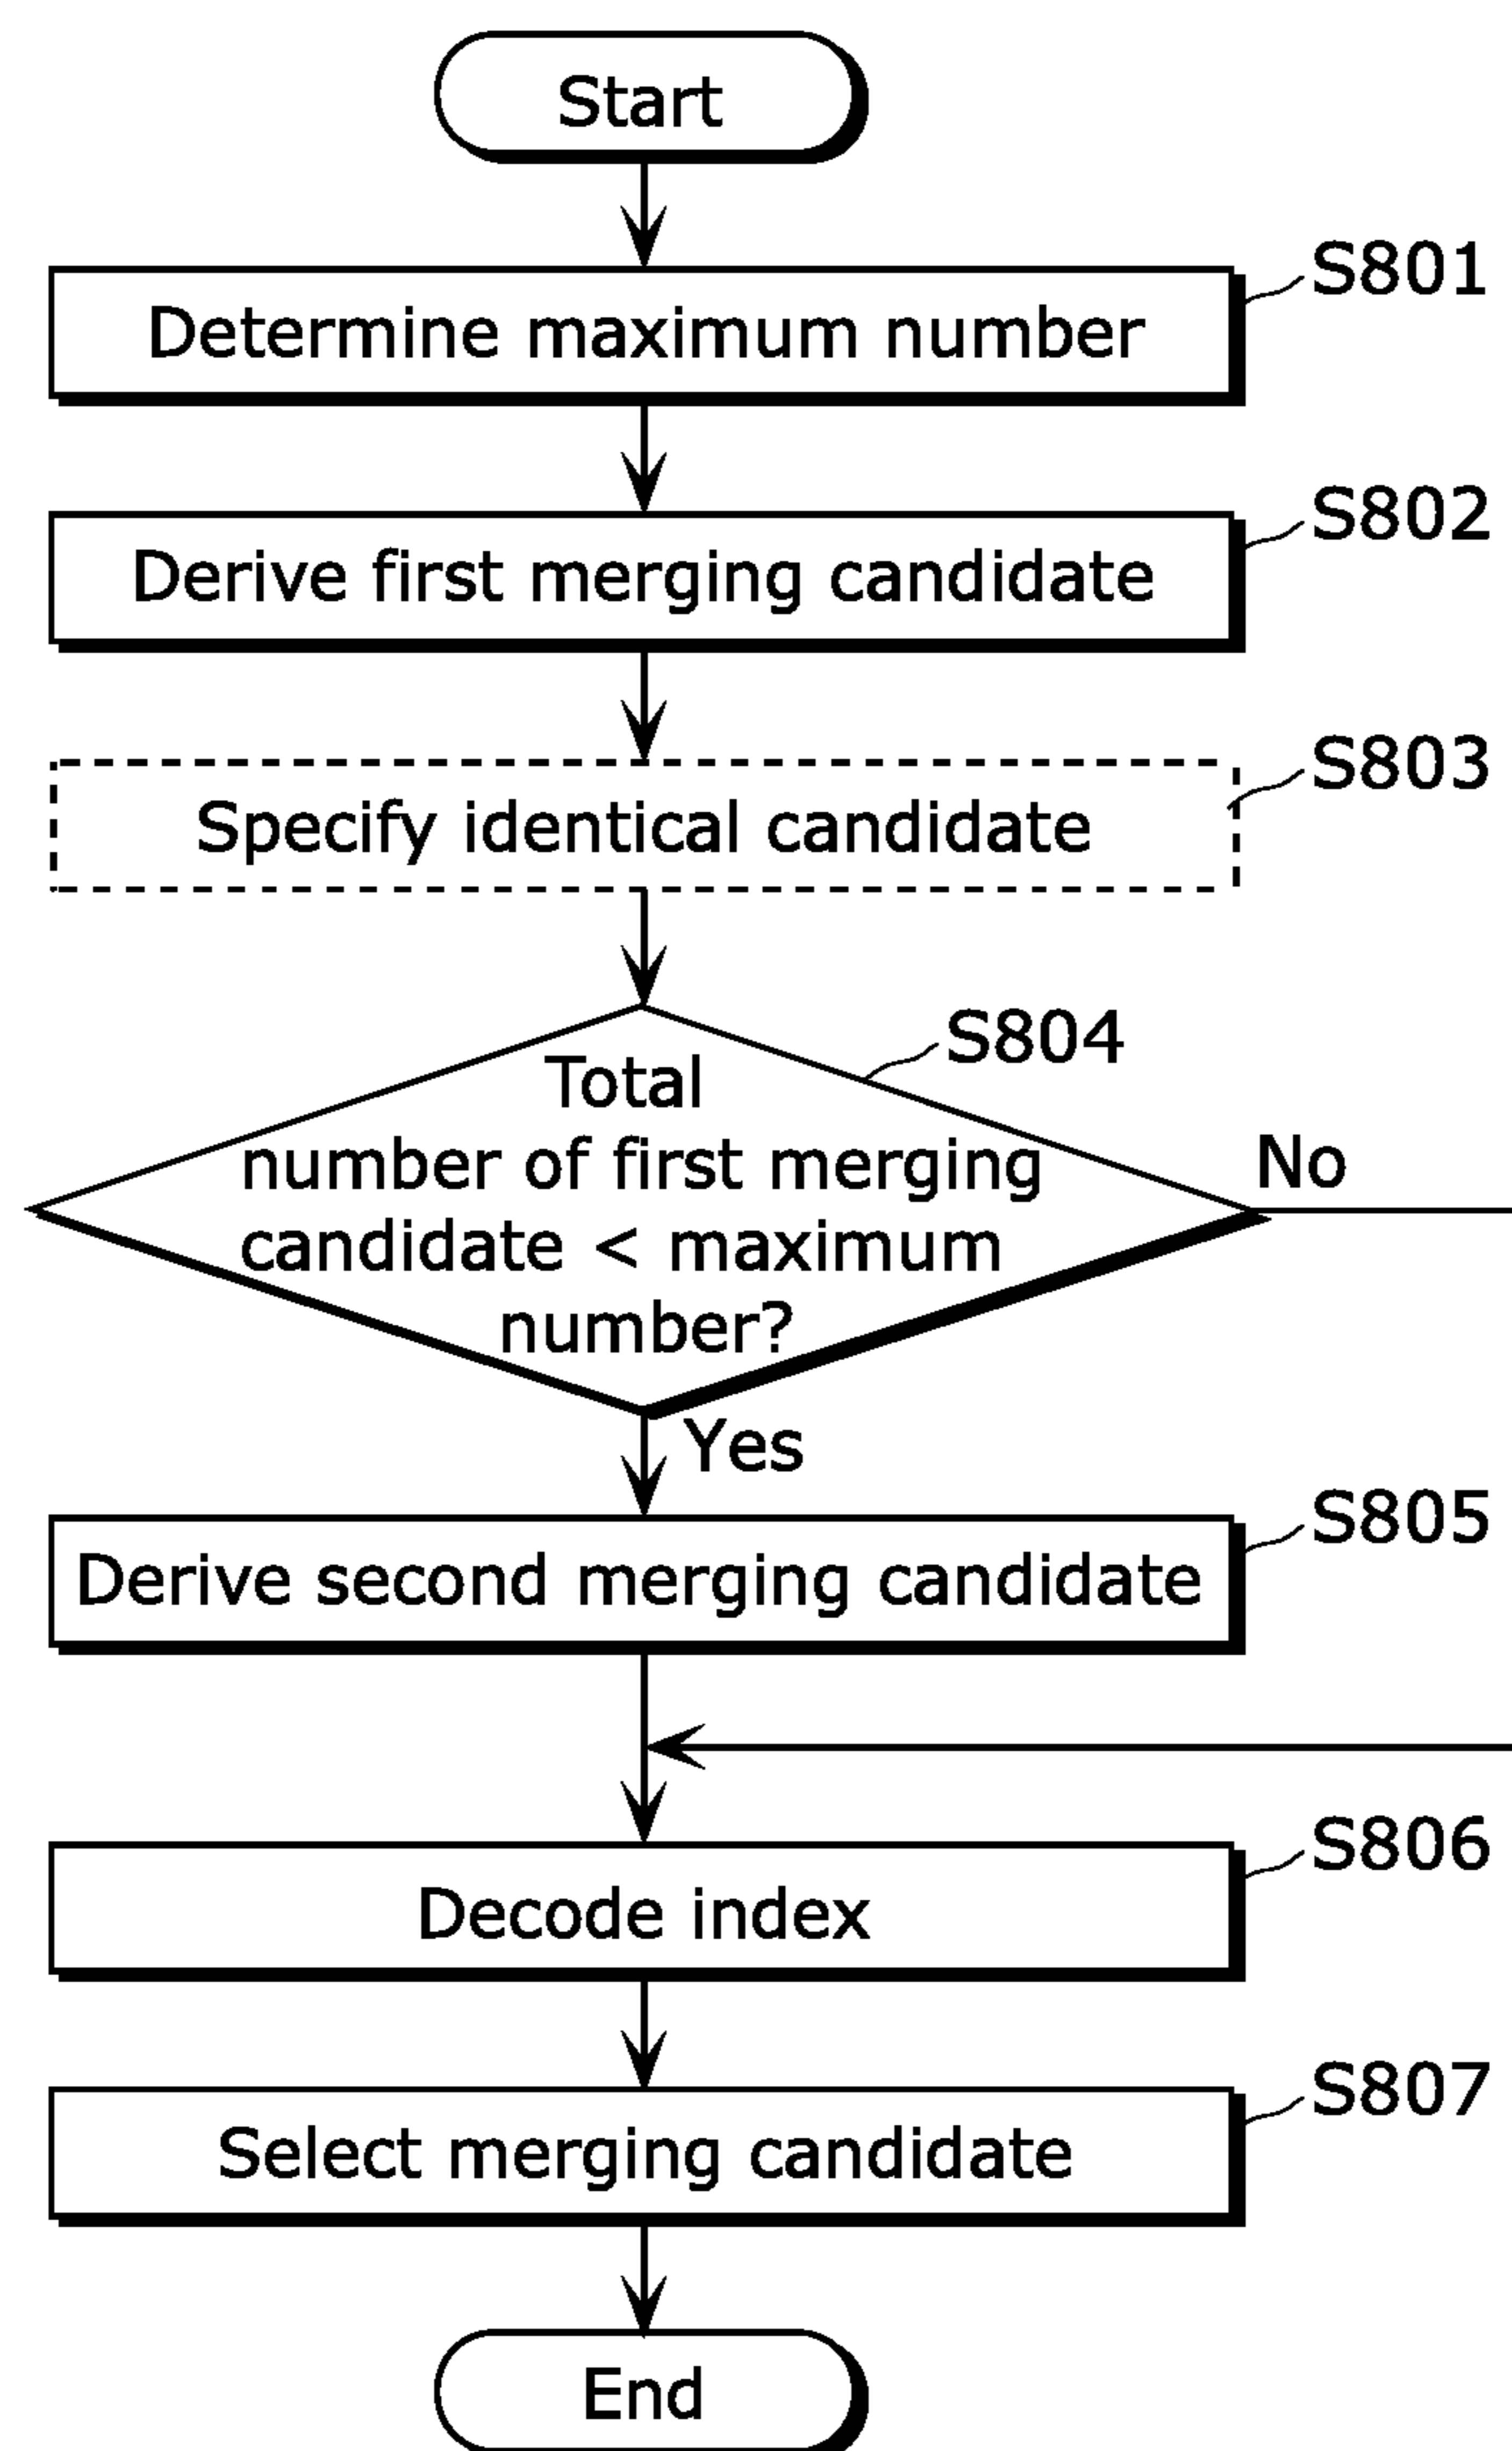 Start
S801
Determine maximum number
S802
Derive first merging candidate
S803
Specify identical candidate
S804
Total
number of first merging
candidate < maximum
number?
No
Yes
S805
Derive second merging candidate
S806
Decode index
S807
Select merging candidate
End